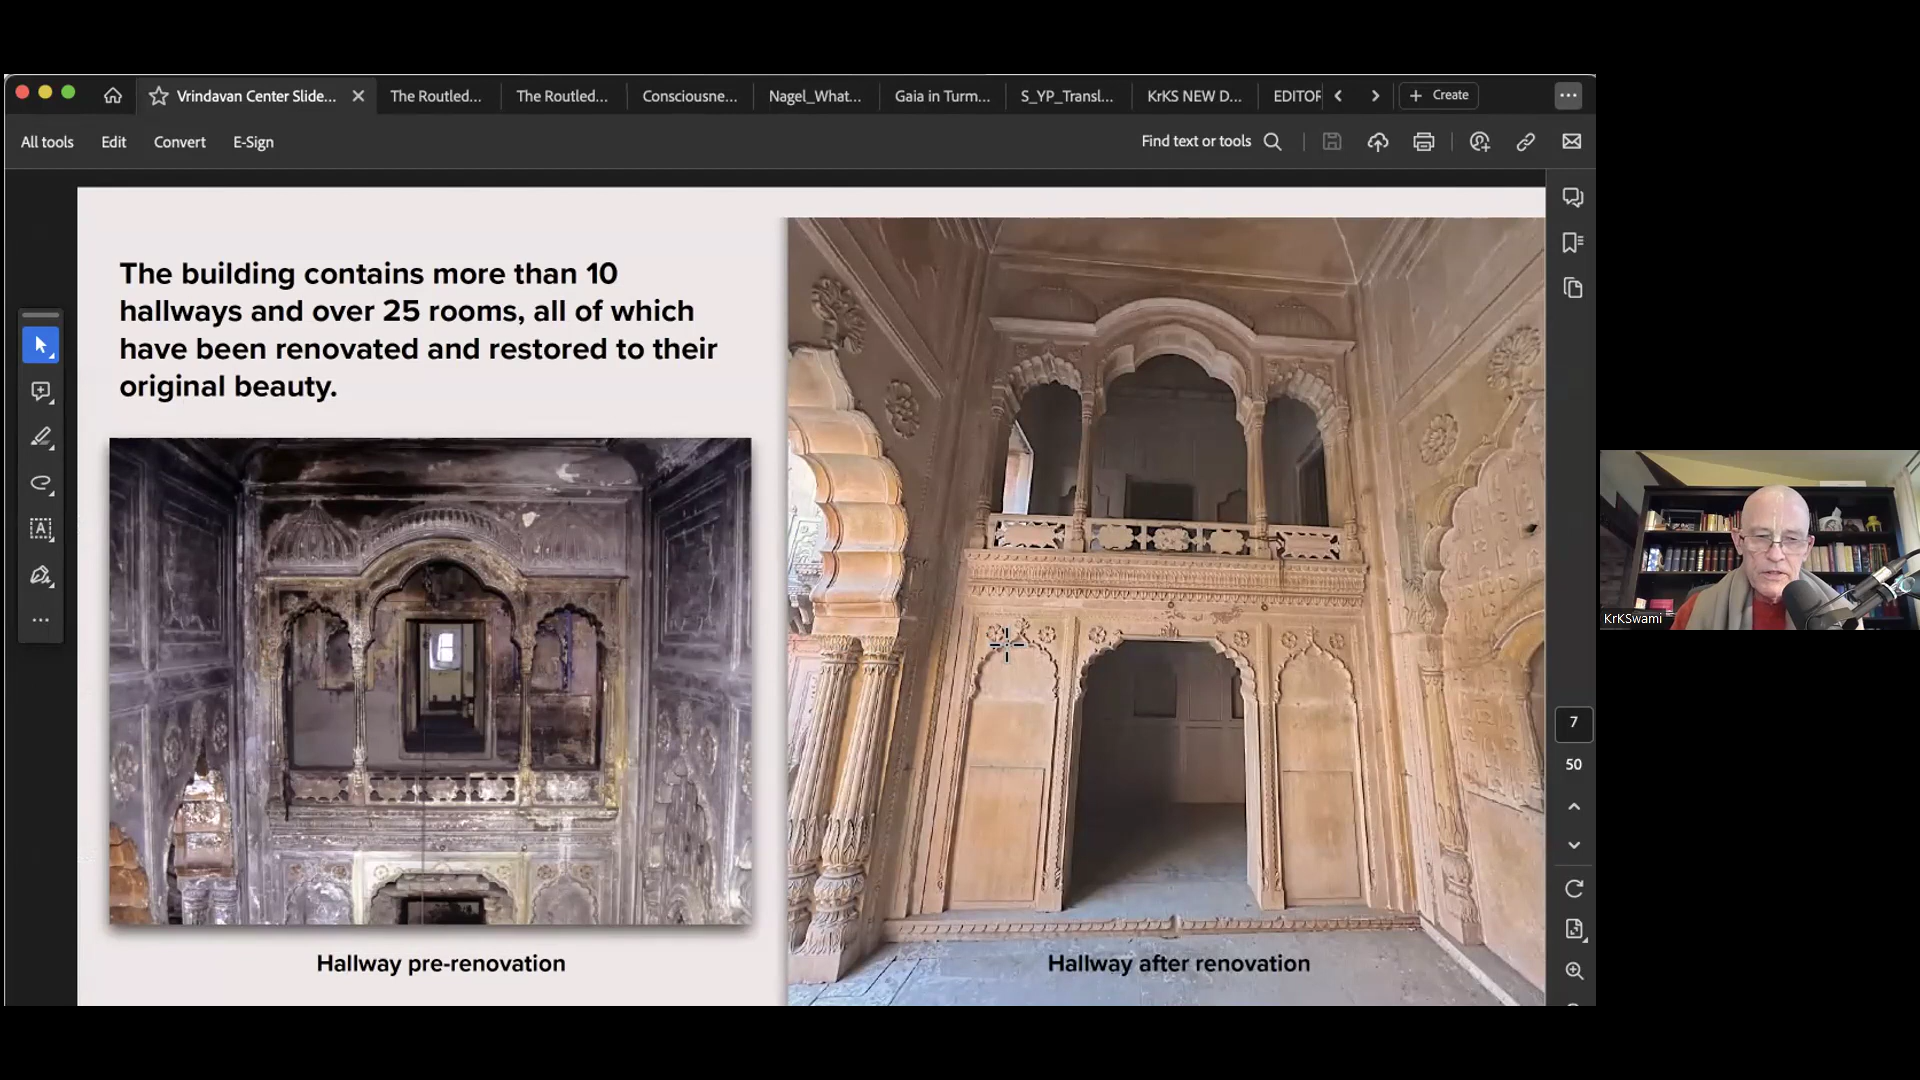 Vrindavan Center Slide...
The Routled...
The Routled...
Consciousne...
Nagel_What...
Gaia in Turm...
S_YP_Transl...
KrKS NEW D...
EDITOR
Create
All tools
Edit
Convert
E-Sign
Find text or tools
The building contains more than 10
hallways and over 25 rooms, all of which
have been renovated and restored to their
original beauty.
Hallway pre-renovation
Hallway after renovation
7
50
KrKSwami